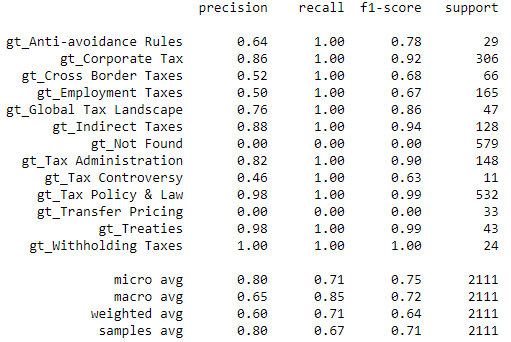 precision recall f1-score support
gt_Anti-avoidance Rules 0.64 1.00 0.78 29
gt_Corporate Tax 0.86 1.00 0.92 306
gt_Cross Border Taxes 0.52 1.00 0.68 66
gt_Employment Taxes 0.50 1.00 0.67 165
gt_Global Tax Landscape 0.76 1.00 0.86 47
gt_Indirect Taxes 0.88 1.00 0.94 128
gt_Not Found 0.00 0.00 0.00 579
gt_Tax Administration 0.82 1.00 0.90 148
gt_Tax Controversy 0.46 1.00 0.63 11
gt_Tax Policy & Law 0.98 1.00 0.99 532
gt_Transfer Pricing 0.00 0.00 0.00 33
gt_Treaties 0.98 1.00 0.99 43
gt_Withholding Taxes 1.00 1.00 1.00 24
micro avg 0.80 0.71 0.75 2111
macro avg 0.65 0.85 0.72 2111
weighted avg 0.60 0.71 0.64 2111
samples avg 0.80 0.67 0.71 2111